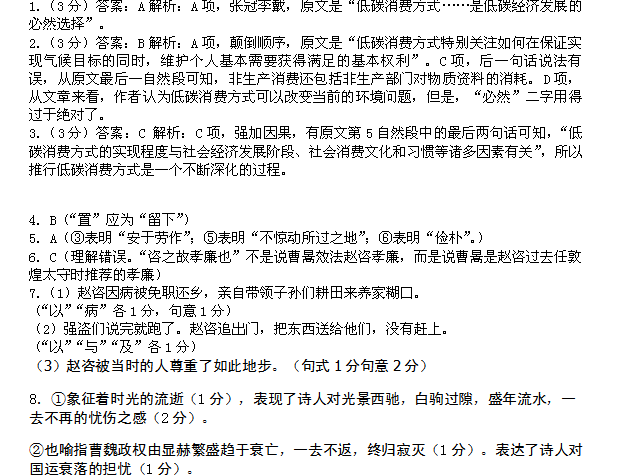 1.（3分）答案：A解析：A项，张冠李戴，原文是“低碳消费方式……是低碳经济发展的
必然选择”。
2.（3分）答案：B解析：A项，颠倒顺序，原文是“低碳消费方式特别关注如何在保证实
现气候目标的同时，维护个人基本需要获得满足的基本权利”。C项，后一句话说法有
误，从原文最后一自然段可知，非生产消费还包括非生产部门对物质资料的消耗。D项，
从文章来看，作者认为低碳消费方式可以改变当前的环境问题，但是，“必然”二字用得
过于绝对了。
3.（3分）答案：C 解析：C项，强加因果，有原文第5自然段中的最后两句话可知，“低
碳消费方式的实现程度与社会经济发展阶段、社会消费文化和习惯等诸多因素有关”，所以
推行低碳消费方式是一个不断深化的过程。
4. B（“置”应为“留下”）
5. A（③表明“安于劳作”；⑤表明“不惊动所过之地”；⑥表明“俭朴”。）
6. C（理解错误。“咨之故孝廉也”不是说曹暠效法赵咨孝廉，而是说曹暠是赵咨过去任敦
煌太守时推荐的孝廉）
7.（1）赵咨因病被免职还乡，亲自带领子孙们耕田来养家糊口。
（“以”“病”各1分，句意1分）
（2）强盗们说完就跑了。赵咨追出门，把东西送给他们，没有赶上。
（“以”“与”“及”各1分）
（3）赵咨被当时的人尊重了如此地步。（句式1分句意2分）
8. ①象征着时光的流逝（1分），表现了诗人对光景西驰，白驹过隙，盛年流水，一
去不再的忧伤之感（2分）。
②也喻指曹魏政权由显赫繁盛趋于衰亡，一去不返，终归寂灭（1分）。表达了诗人对
国运衰落的担忧（1分）。